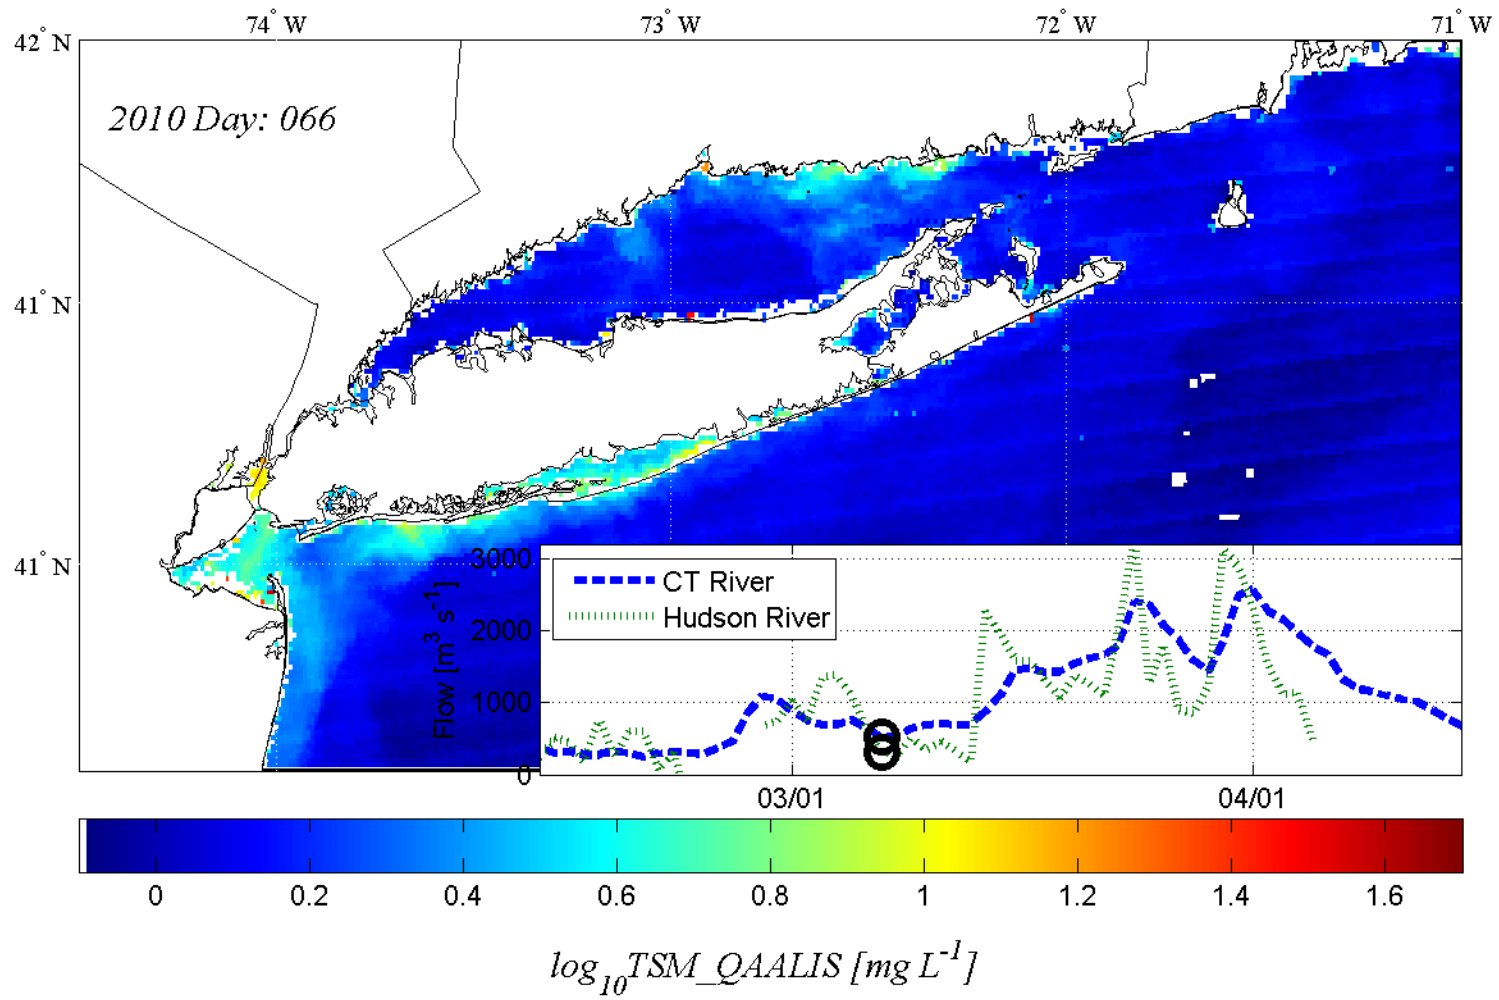 74° W 73° W 72° W 71° W
42° N
2010 Day: 066
41° N
41° N
3000
2000
1000
0
Flow [m³ s⁻¹]
CT River
Hudson River
03/01 04/01
0 0.2 0.4 0.6 0.8 1 1.2 1.4 1.6
log₁₀TSM_QAALIS [mg L⁻¹]